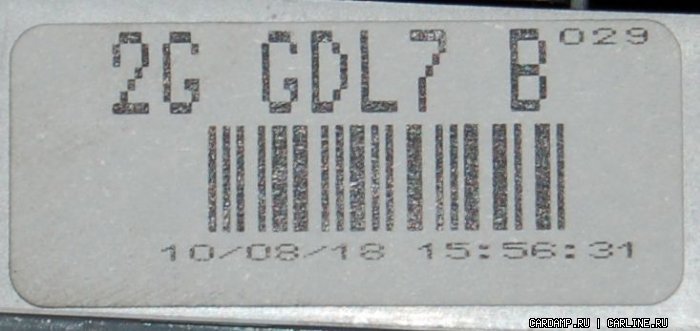 2G GDL7 B 029
10/08/18 15:56:31
CARDAMP.RU | CARLINE.RU